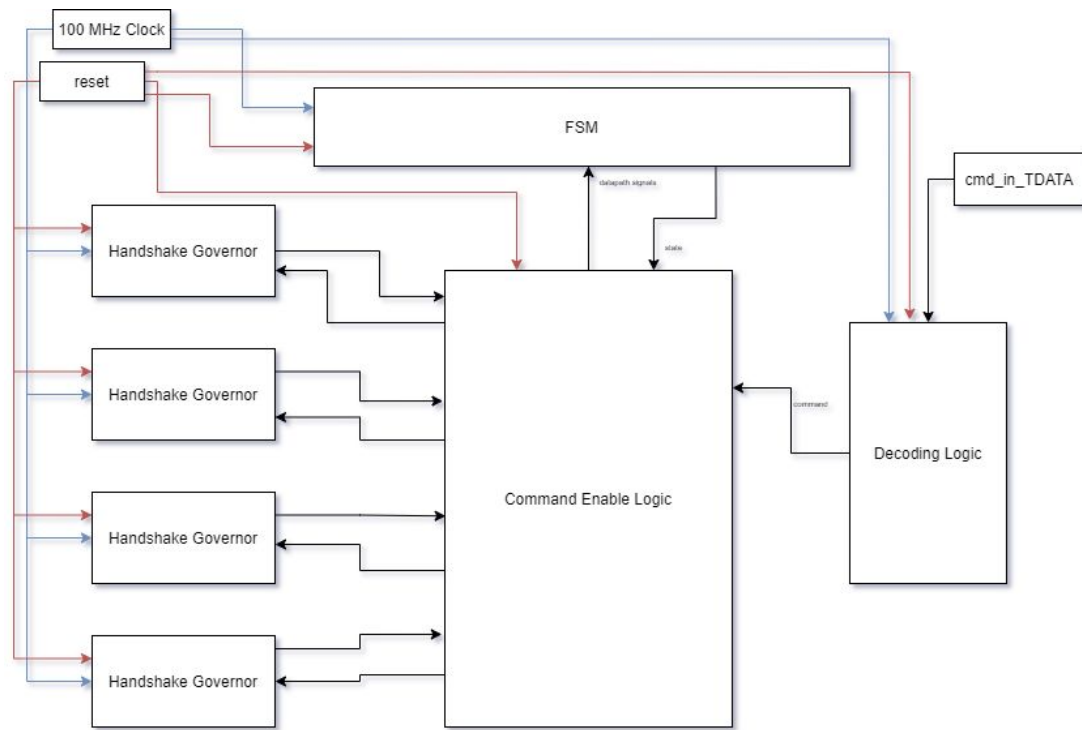 100 MHz Clock
reset
FSM
cmd_in_TDATA
datapath signals
state
Handshake Governor
Handshake Governor
command
Decoding Logic
Command Enable Logic
Handshake Governor
Handshake Governor